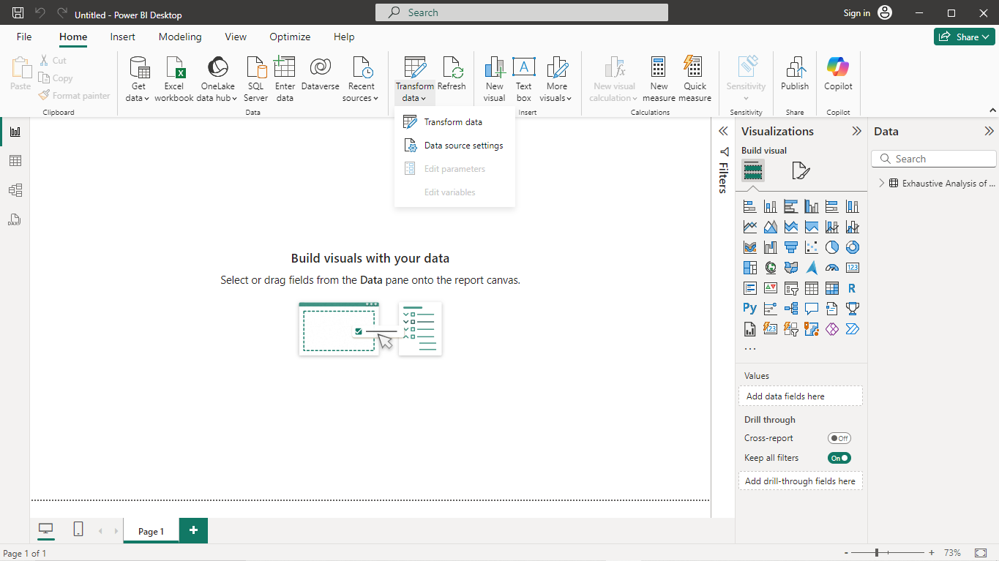 Untitled - Power BI Desktop
Search
Sign in
File
Home
Insert
Modeling
View
Optimize
Help
Share
Paste
Cut
Copy
Format painter
Clipboard
Get
data
Excel
workbook
OneLake
data hub
SQL
Server
Enter
data
Dataverse
Recent
sources
Data
Transform
data
Refresh
New
visual
Text
box
More
visuals
Insert
New visual
calculation
New
measure
Quick
measure
Calculations
Sensitivity
Sensitivity
Publish
Share
Copilot
Copilot
Transform data
Data source settings
Edit parameters
Edit variables
Build visuals with your data
Select or drag fields from the Data pane onto the report canvas.
Filters
Visualizations
Build visual
123
R
Py
123
...
Values
Add data fields here
Drill through
Cross-report
Off
Keep all filters
On
Add drill-through fields here
Data
Search
Exhaustive Analysis of ...
DAX
Page 1
+
Page 1 of 1
- + 73%